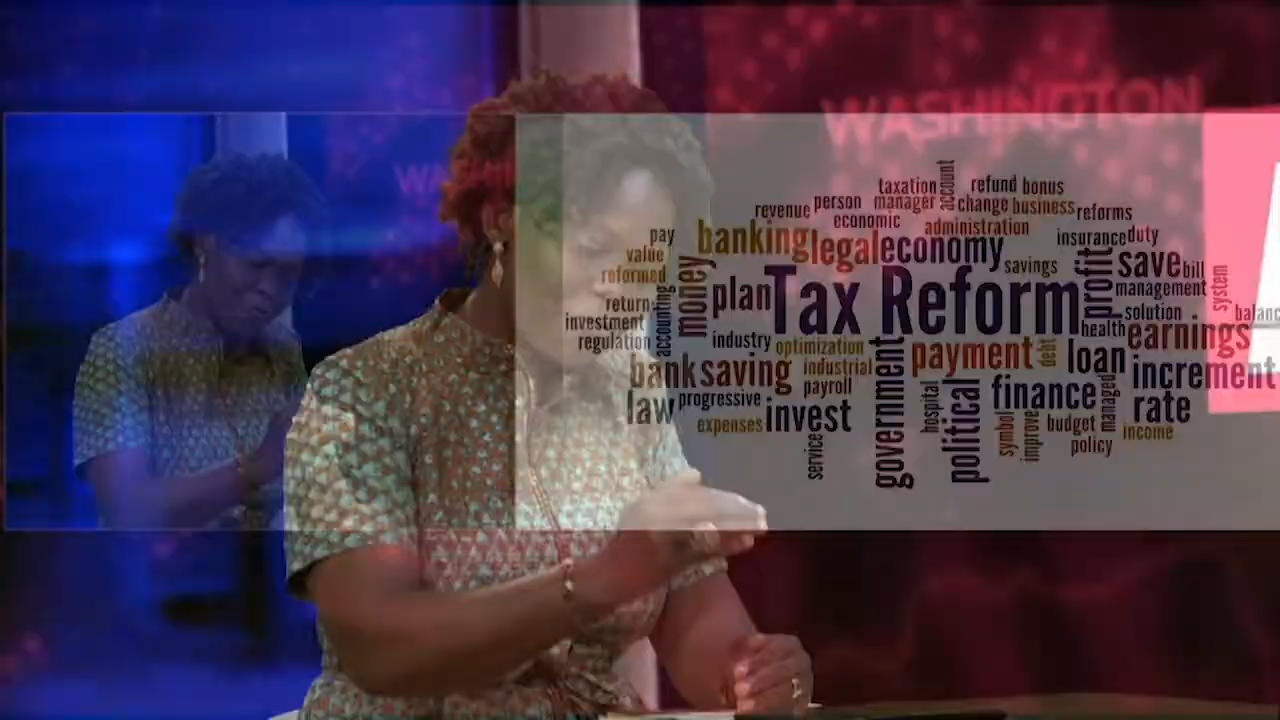 WASHINGTON
WA
taxation
account
refund bonus
revenue
person
manager
change
business
reforms
economic
administration
insurance
duty
pay
banking
legal
economy
value
savings
profit
save
bill
reformed
money
plan
Tax Reform
management
system
return
accounting
solution
balanc
investment
health
earnings
regulation
industry
optimization
payment
debt
loan
increment
bank
saving
industrial
payroll
government
finance
managed
rate
law
progressive
hospital
political
expenses
invest
symbol
improve
budget
income
policy
service